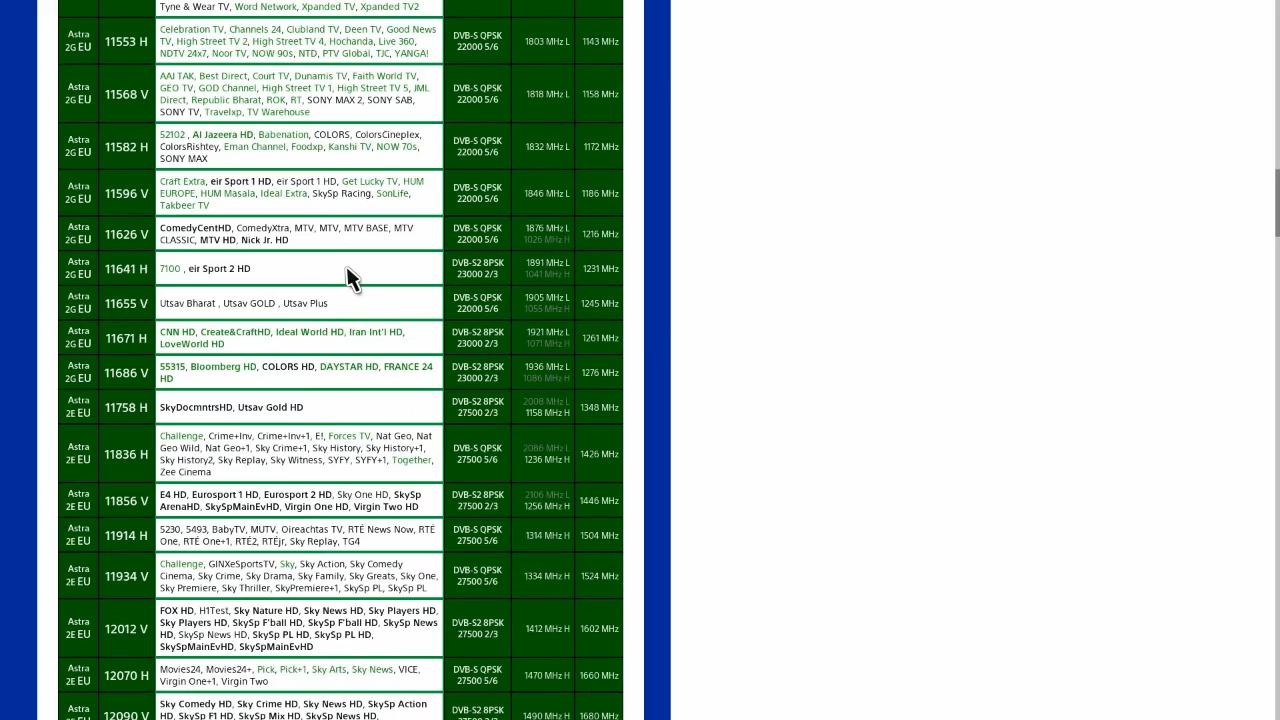 Tyne & Wear TV, Word Network, Xpanded TV, Xpanded TV2
Astra 2G EU
11553 H
Celebration TV, Channels 24, Clubland TV, Deen TV, Good News
TV, High Street TV 2, High Street TV 4, Hochanda, Live 360,
NDTV 24x7, Noor TV, NOW 90s, NTD, PTV Global, TJC, YANGA!
DVB-S QPSK
22000 5/6
1803 MHz L
1143 MHz
Astra 2G EU
11568 V
AAJ TAK, Best Direct, Court TV, Dunamis TV, Faith World TV,
GEO TV, GOD Channel, High Street TV 1, High Street TV 5, JML
Direct, Republic Bharat, ROK, RT, SONY MAX 2, SONY SAB,
SONY TV, Travelxp, TV Warehouse
DVB-S QPSK
22000 5/6
1818 MHz L
1158 MHz
Astra 2G EU
11582 H
52102 , Al Jazeera HD, Babenation, COLORS, ColorsCineplex,
ColorsRishtey, Eman Channel, Foodxp, Kanshi TV, NOW 70s,
SONY MAX
DVB-S QPSK
22000 5/6
1832 MHz L
1172 MHz
Astra 2G EU
11596 V
Craft Extra, eir Sport 1 HD, eir Sport 1 HD, Get Lucky TV, HUM
EUROPE, HUM Masala, Ideal Extra, SkySp Racing, SonLife,
Takbeer TV
DVB-S QPSK
22000 5/6
1846 MHz L
1186 MHz
Astra 2G EU
11626 V
ComedyCentHD, ComedyXtra, MTV, MTV, MTV BASE, MTV
CLASSIC, MTV HD, Nick Jr. HD
DVB-S QPSK
22000 5/6
1876 MHz L
1026 MHz H
1216 MHz
Astra 2G EU
11641 H
7100 , eir Sport 2 HD
DVB-S2 8PSK
23000 2/3
1891 MHz L
1041 MHz H
1231 MHz
Astra 2G EU
11655 V
Utsav Bharat , Utsav GOLD , Utsav Plus
DVB-S QPSK
22000 5/6
1905 MHz L
1055 MHz H
1245 MHz
Astra 2G EU
11671 H
CNN HD, Create&CraftHD, Ideal World HD, Iran Int'l HD,
LoveWorld HD
DVB-S2 8PSK
23000 2/3
1921 MHz L
1071 MHz H
1261 MHz
Astra 2G EU
11686 V
55315, Bloomberg HD, COLORS HD, DAYSTAR HD, FRANCE 24
HD
DVB-S2 8PSK
23000 2/3
1936 MHz L
1086 MHz H
1276 MHz
Astra 2E EU
11758 H
SkyDocmntrsHD, Utsav Gold HD
DVB-S2 8PSK
27500 2/3
2008 MHz L
1158 MHz H
1348 MHz
Astra 2E EU
11836 H
Challenge, Crime+Inv, Crime+Inv+1, E!, Forces TV, Nat Geo, Nat
Geo Wild, Nat Geo+1, Sky Crime+1, Sky History, Sky History+1,
Sky History2, Sky Replay, Sky Witness, SYFY, SYFY+1, Together,
Zee Cinema
DVB-S QPSK
27500 5/6
2086 MHz L
1236 MHz H
1426 MHz
Astra 2E EU
11856 V
E4 HD, Eurosport 1 HD, Eurosport 2 HD, Sky One HD, SkySp
ArenaHD, SkySpMainEvHD, Virgin One HD, Virgin Two HD
DVB-S2 8PSK
27500 2/3
2106 MHz L
1256 MHz H
1446 MHz
Astra 2E EU
11914 H
5230, 5493, BabyTV, MUTV, Oireachtas TV, RTÉ News Now, RTÉ
One, RTÉ One+1, RTÉ2, RTÉjr, Sky Replay, TG4
DVB-S QPSK
27500 5/6
1314 MHz H
1504 MHz
Astra 2E EU
11934 V
Challenge, GINXeSportsTV, Sky, Sky Action, Sky Comedy
Cinema, Sky Crime, Sky Drama, Sky Family, Sky Greats, Sky One,
Sky Premiere, Sky Thriller, SkyPremiere+1, SkySp PL, SkySp PL
DVB-S QPSK
27500 5/6
1334 MHz H
1524 MHz
Astra 2E EU
12012 V
FOX HD, H1Test, Sky Nature HD, Sky News HD, Sky Players HD,
Sky Players HD, SkySp F'ball HD, SkySp F'ball HD, SkySp News
HD, SkySp News HD, SkySp PL HD, SkySp PL HD,
SkySpMainEvHD, SkySpMainEvHD
DVB-S2 8PSK
27500 2/3
1412 MHz H
1602 MHz
Astra 2E EU
12070 H
Movies24, Movies24+, Pick, Pick+1, Sky Arts, Sky News, VICE,
Virgin One+1, Virgin Two
DVB-S QPSK
27500 5/6
1470 MHz H
1660 MHz
Astra
12090 V
Sky Comedy HD, Sky Crime HD, Sky News HD, SkySp Action
HD, SkySp F1 HD, SkySp Mix HD, SkySp News HD,
DVB-S2 8PSK
1490 MHz H
1680 MHz